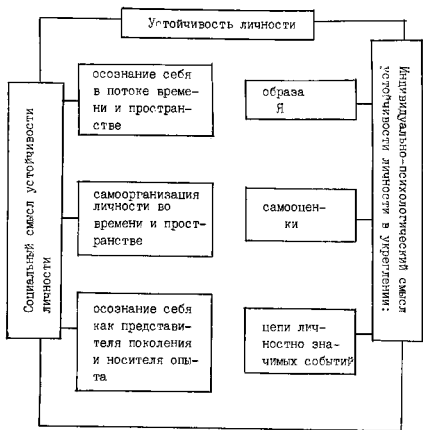 Устойчивость личности
Социальный смысл устойчивости
личности
осознание себя
в потоке време-
ни и простран-
стве
самоорганизация
личности во
времени и прост-
ранстве
осознание себя
как представи-
теля поколения
и носителя опы-
та
образа
Я
самооцен-
ки
цепи лич-
ностно зна-
чимых событий
Индивидуально-психологический смысл
устойчивости личности в укреплении: